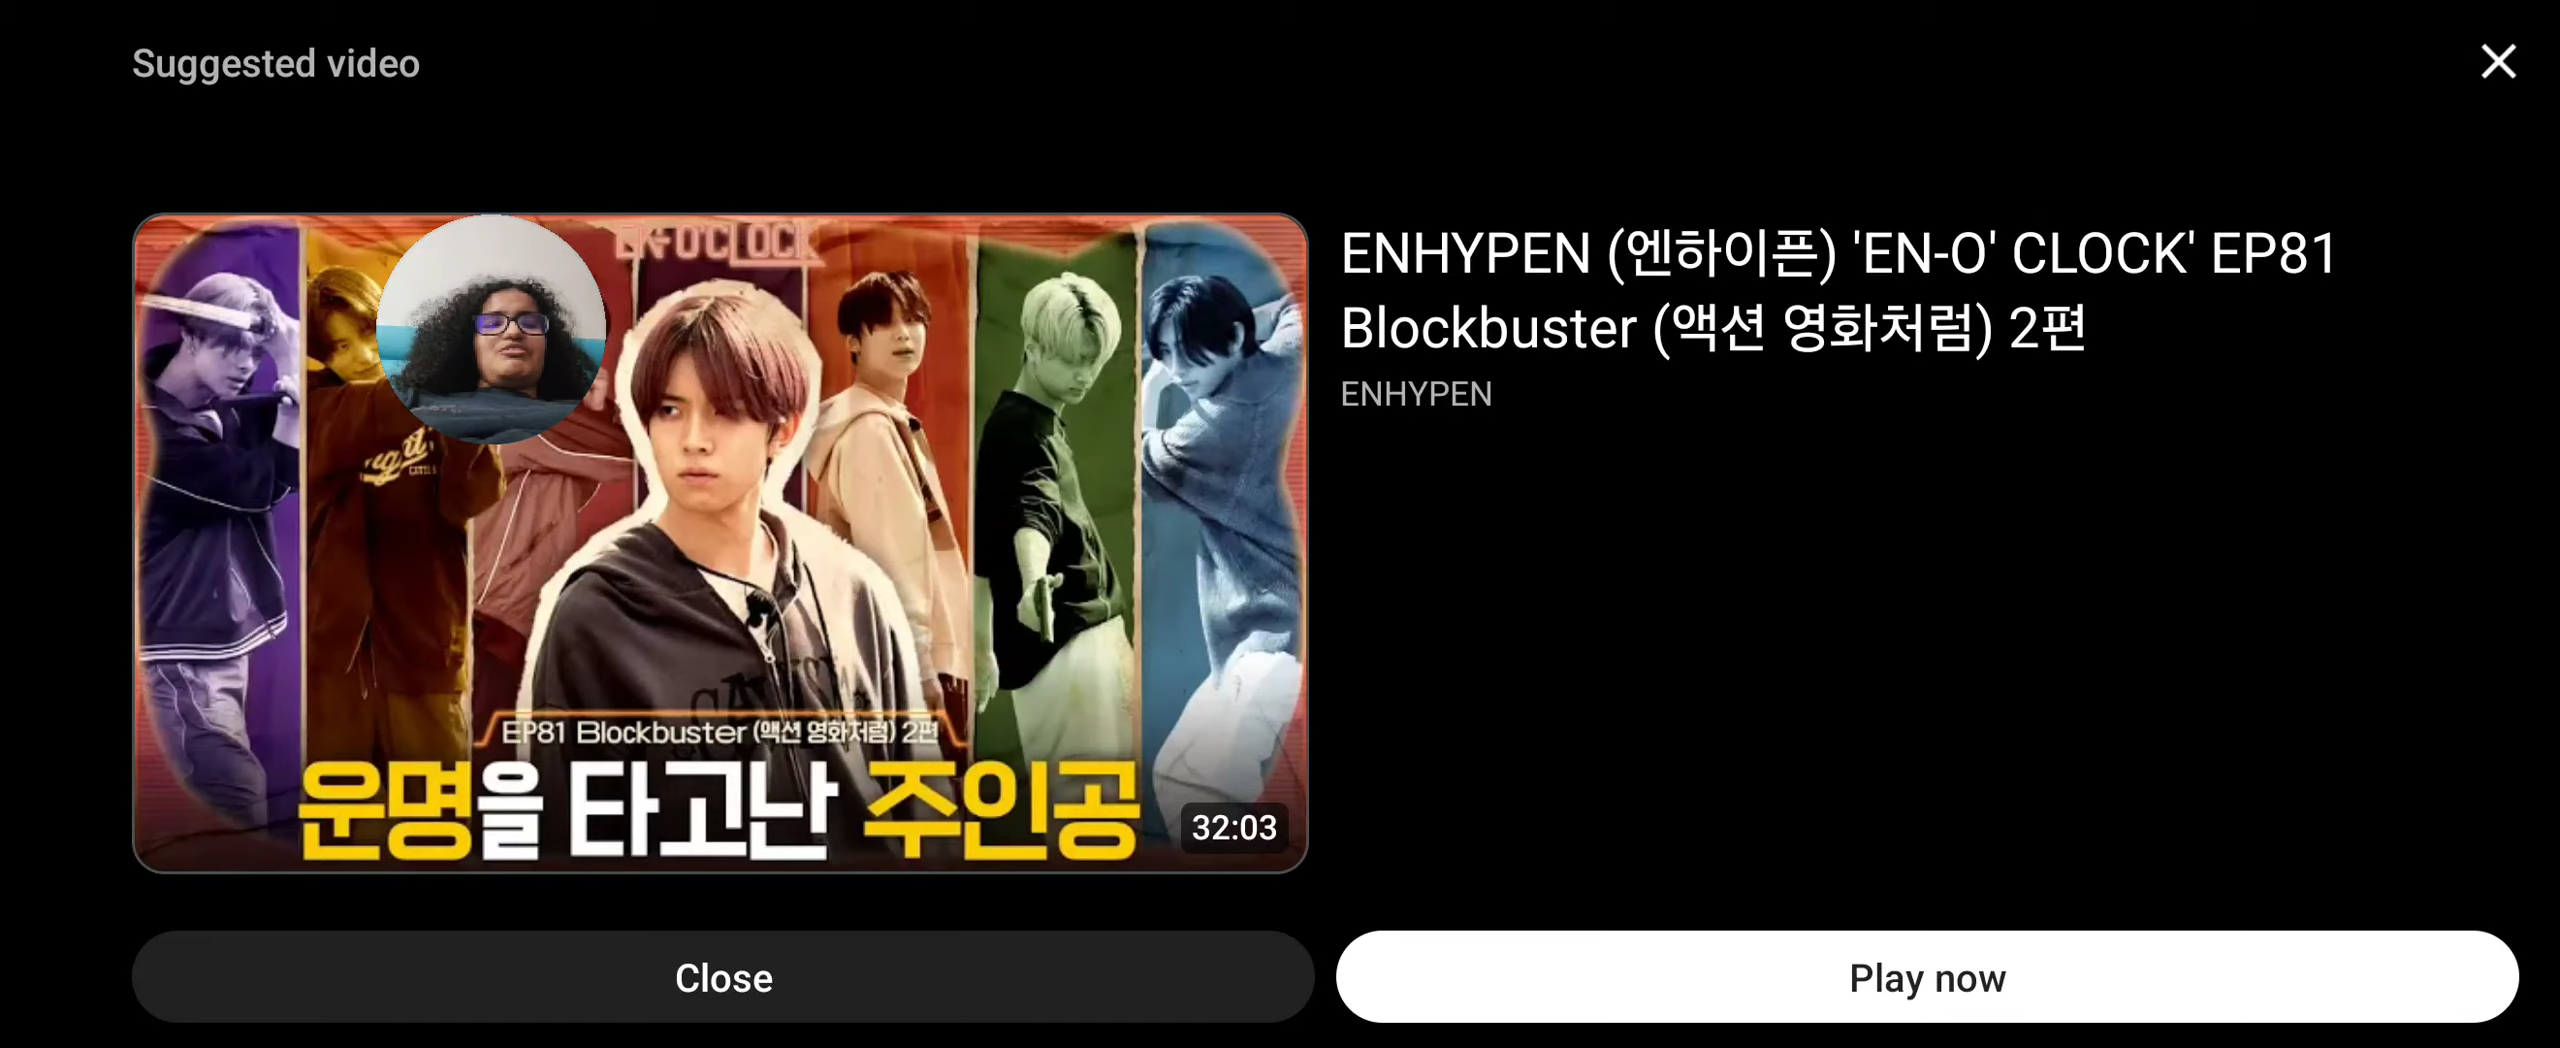 Suggested video
EN-O'CLOCK
ENHYPEN (엔하이픈) 'EN-O' CLOCK' EP81
Blockbuster (액션 영화처럼) 2편
ENHYPEN
EP81 Blockbuster (액션 영화처럼) 2편
운명을 타고난 주인공
32:03
Close
Play now